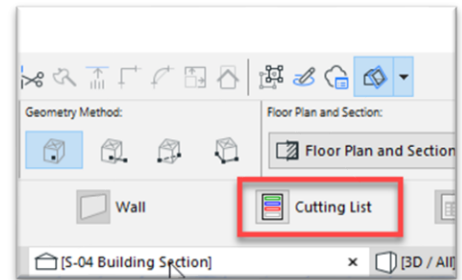 Geometry Method:
Floor Plan and Section:
Floor Plan and Section
Wall
Cutting List
[S-04 Building Section]
[3D / All]